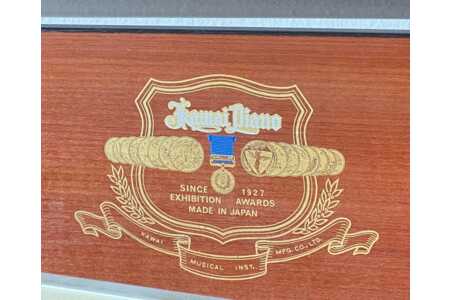 Kawai Piano
SINCE 1927
EXHIBITION AWARDS
MADE IN JAPAN
KAWAI MUSICAL INST. MFG. CO., LTD.